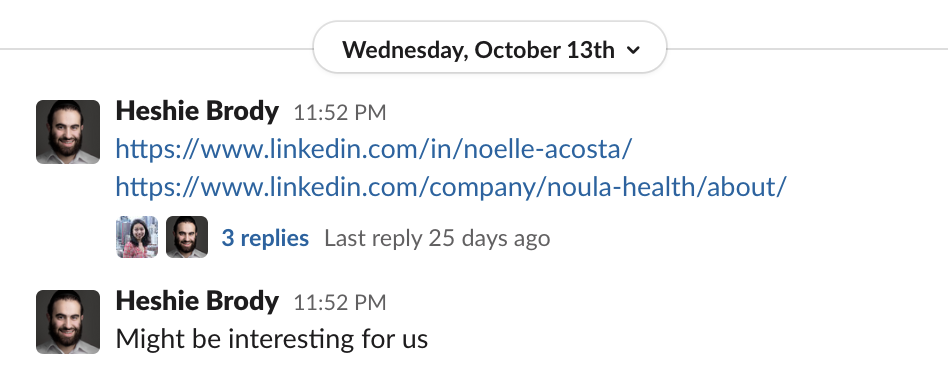 Wednesday, October 13th
Heshie Brody 11:52 PM
https://www.linkedin.com/in/noelle-acosta/
https://www.linkedin.com/company/noula-health/about/
3 replies Last reply 25 days ago
Heshie Brody 11:52 PM
Might be interesting for us